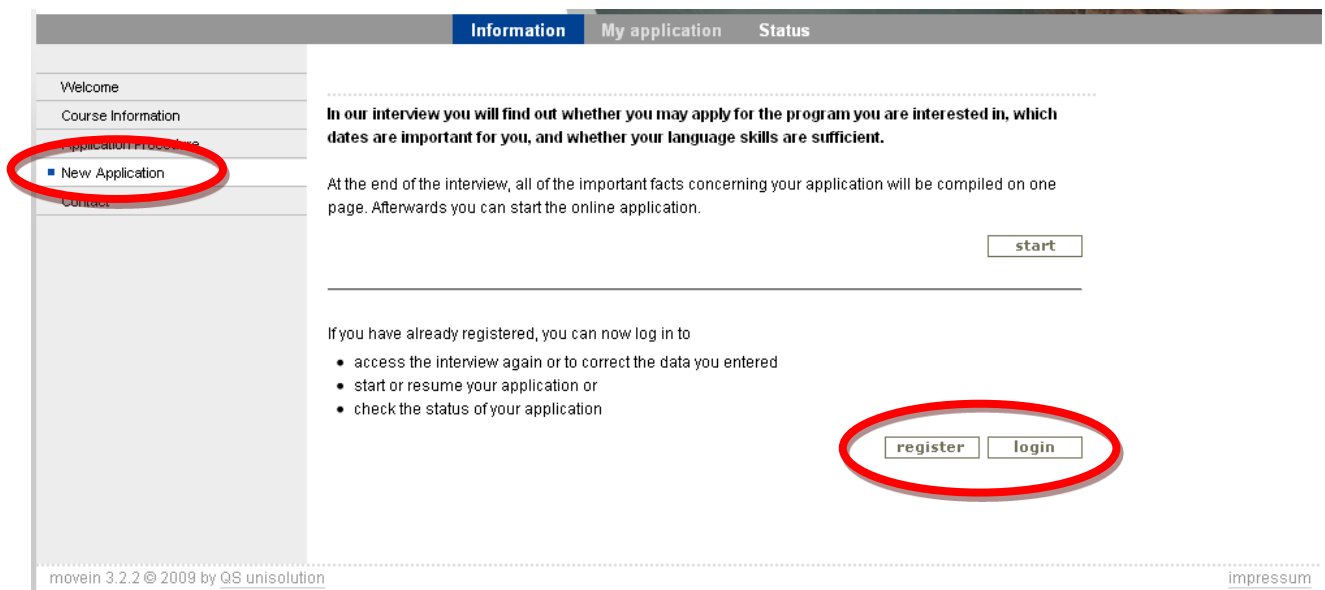 Information My application Status
Welcome
Course Information
Application Procedure
New Application
Contact
In our interview you will find out whether you may apply for the program you are interested in, which
dates are important for you, and whether your language skills are sufficient.
At the end of the interview, all of the important facts concerning your application will be compiled on one
page. Afterwards you can start the online application.
start
If you have already registered, you can now log in to
• access the interview again or to correct the data you entered
• start or resume your application or
• check the status of your application
register login
movein 3.2.2 © 2009 by QS unisolution impressum